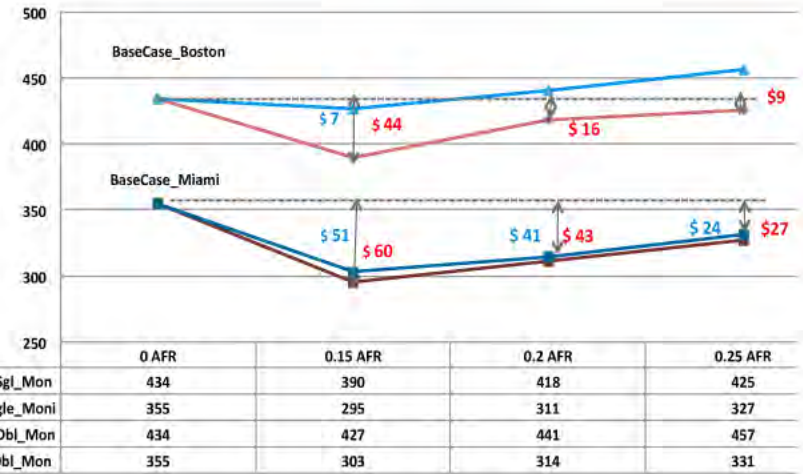 500
BaseCase_Boston
450
$9
$ 7
$ 44
$ 16
400
BaseCase_Miami
350
$ 51
$ 60
$ 41
$ 43
$ 24
$27
300
250
0 AFR 0.15 AFR 0.2 AFR 0.25 AFR
Sgl_Mon 434 390 418 425
gle_Moni 355 295 311 327
Dbl_Mon 434 427 441 457
Dbl_Mon 355 303 314 331